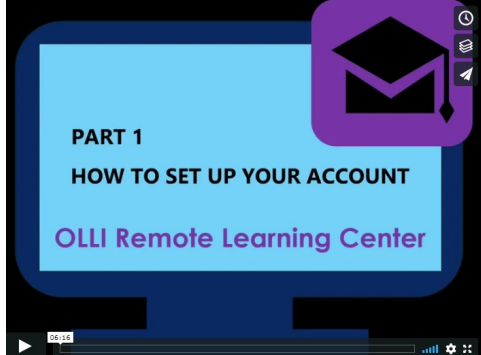 PART 1
HOW TO SET UP YOUR ACCOUNT
OLLI Remote Learning Center
06:16